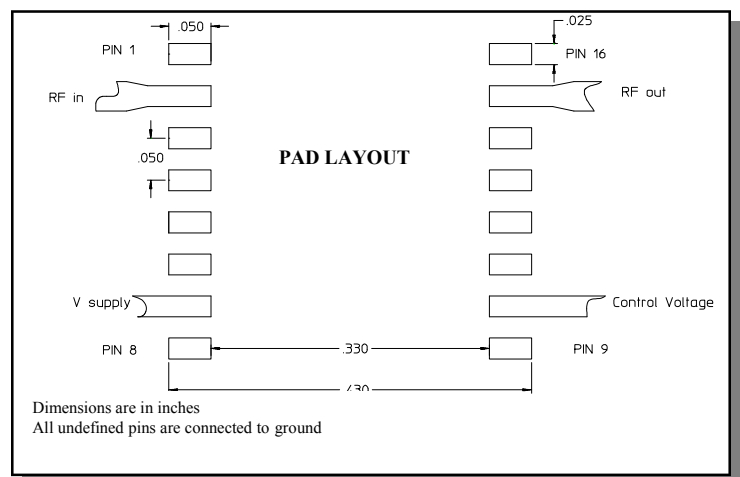 .050
.025
PIN 1
PIN 16
RF in
RF out
.050
PAD LAYOUT
V supply
Control Voltage
PIN 8
.330
PIN 9
.430
Dimensions are in inches
All undefined pins are connected to ground